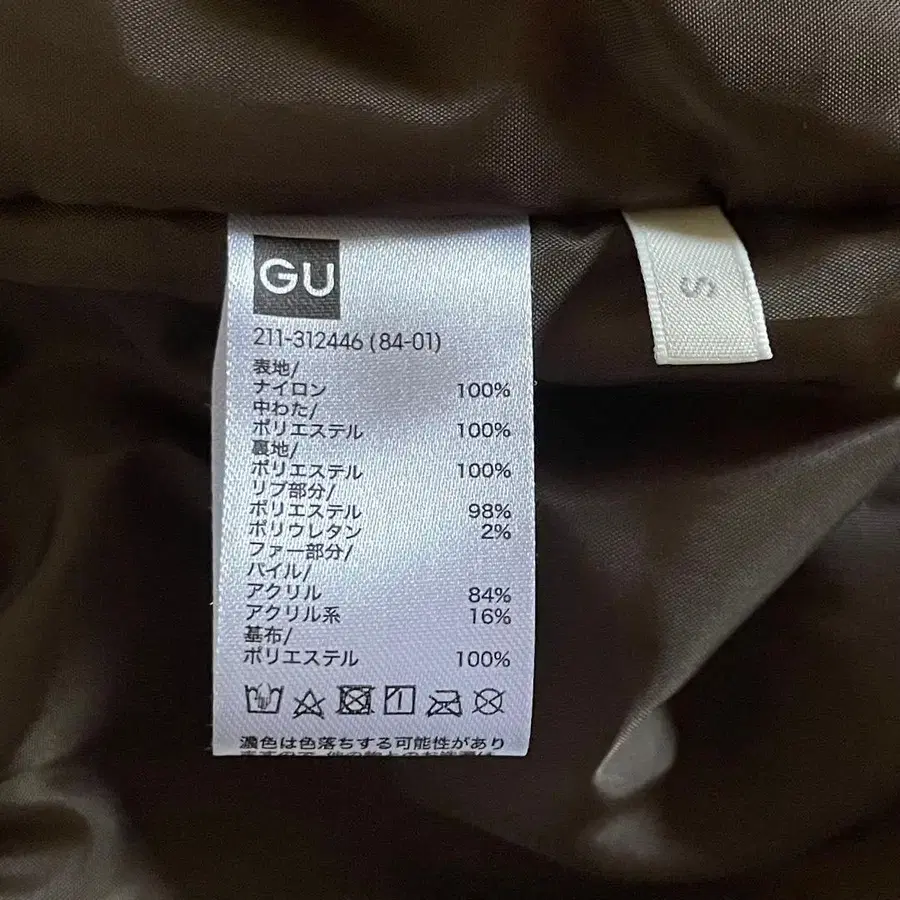 GU
S
211-312446 (84-01)
表地/
ナイロン 100%
中わた/
ポリエステル 100%
裏地/
ポリエステル 100%
リブ部分/
ポリエステル 98%
ポリウレタン 2%
ファー部分/
パイル/
アクリル 84%
アクリル系 16%
基布/
ポリエステル 100%
濃色は色落ちする可能性があり